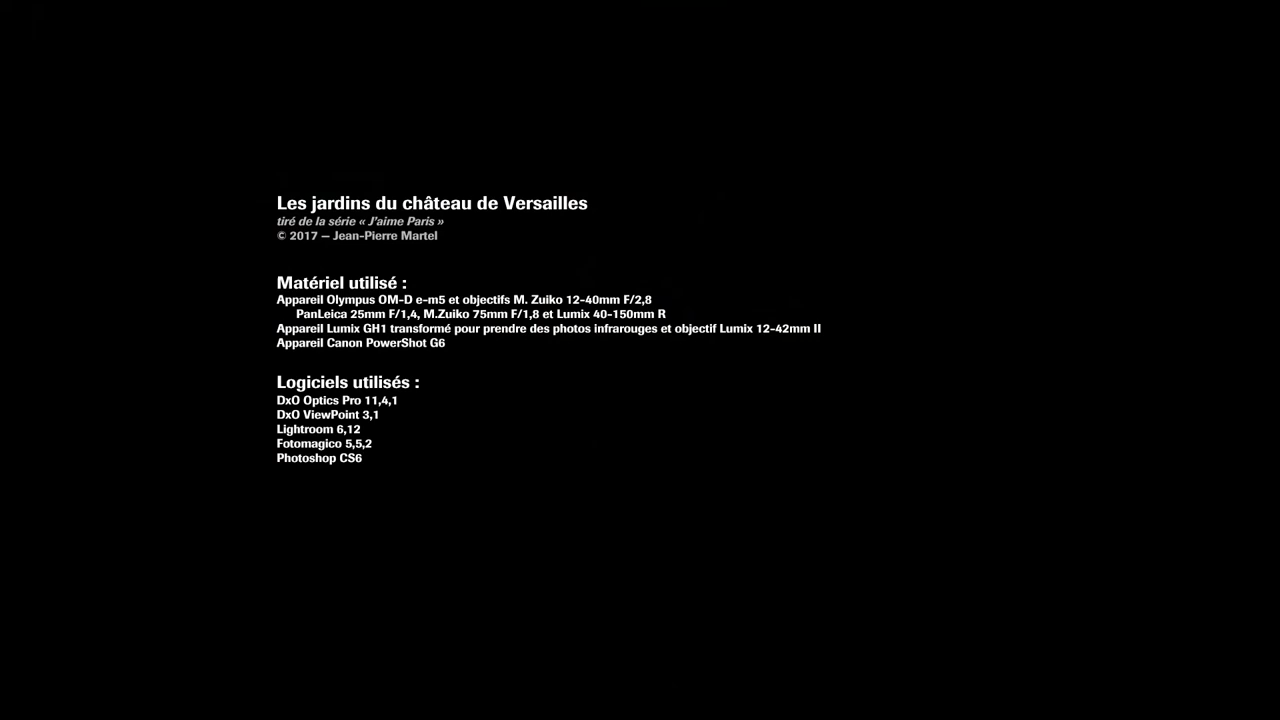 Les jardins du château de Versailles
tiré de la série « J'aime Paris »
© 2017 — Jean-Pierre Martel
Matériel utilisé :
Appareil Olympus OM-D e-m5 et objectifs M. Zuiko 12-40mm F/2,8
PanLeica 25mm F/1,4, M.Zuiko 75mm F/1,8 et Lumix 40-150mm R
Appareil Lumix GH1 transformé pour prendre des photos infrarouges et objectif Lumix 12-42mm II
Appareil Canon PowerShot G6
Logiciels utilisés :
DxO Optics Pro 11,4,1
DxO ViewPoint 3,1
Lightroom 6,12
Fotomagico 5,5,2
Photoshop CS6